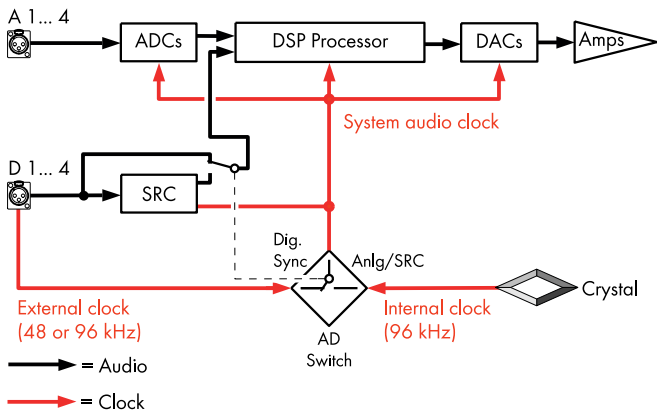 A 1... 4
ADCs
DSP Processor
DACs
Amps
System audio clock
D 1... 4
SRC
Dig.
Sync
Anlg/SRC
External clock
(48 or 96 kHz)
Internal clock
(96 kHz)
Crystal
AD
Switch
= Audio
= Clock